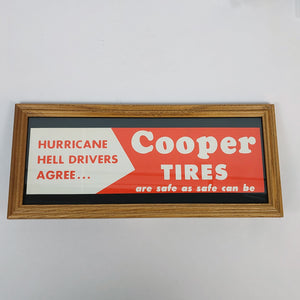 HURRICANE
HELL DRIVERS
AGREE...
Cooper
TIRES
are safe as safe can be